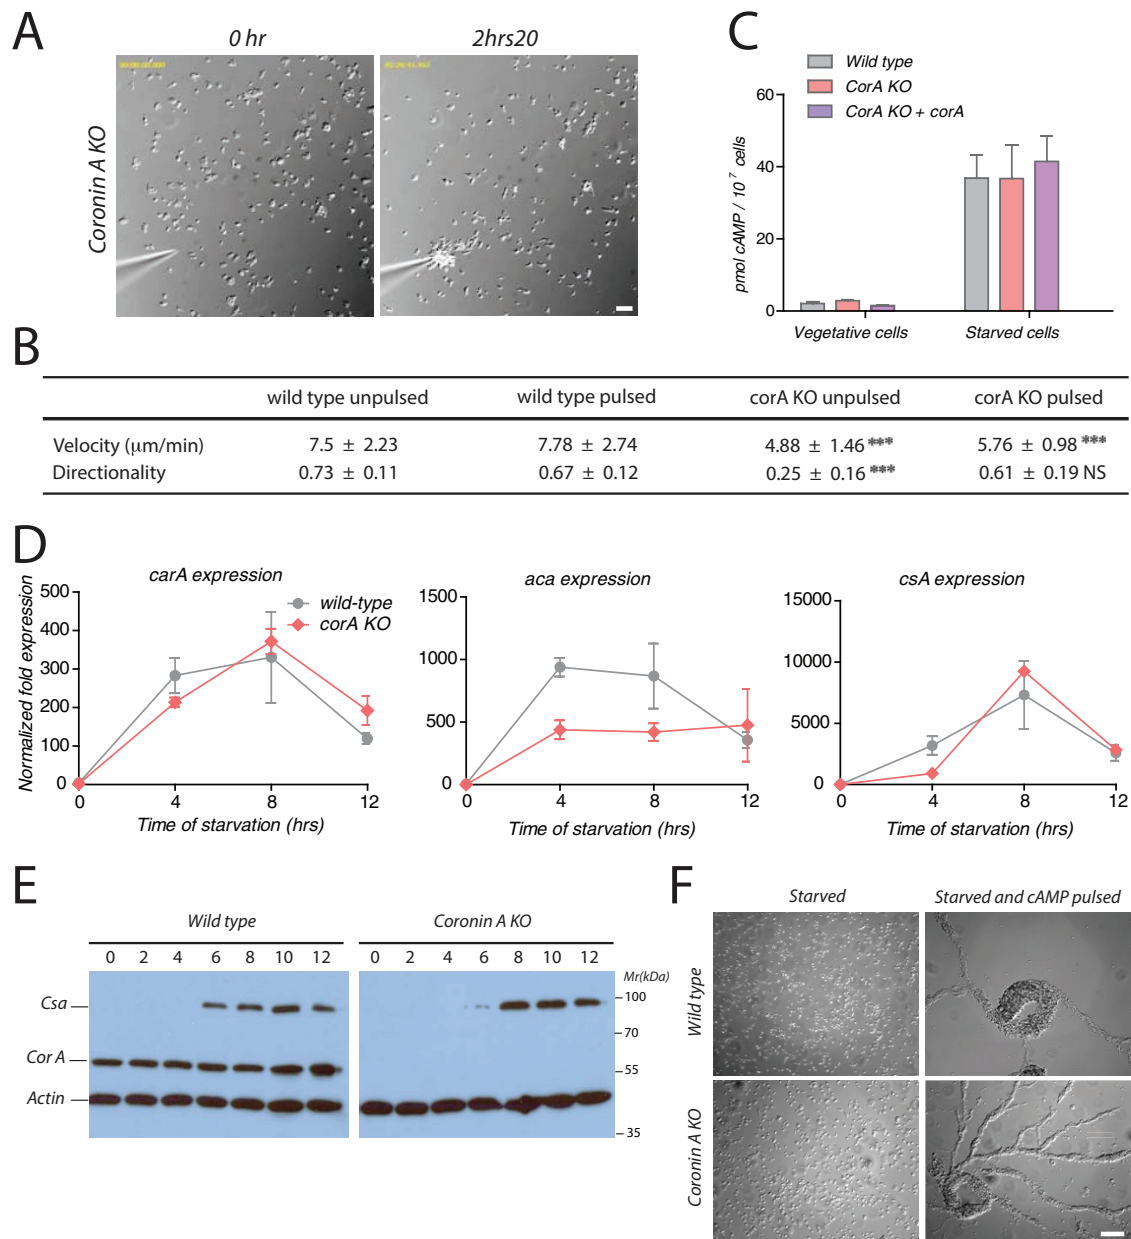 A
0 hr
2hrs20
Coronin A KO
C
Wild type
CorA KO
CorA KO + corA
pmol cAMP / 10⁷ cells
60
40
20
0
Vegetative cells
Starved cells
B
wild type unpulsed
wild type pulsed
corA KO unpulsed
corA KO pulsed
Velocity (μm/min)
7.5 ± 2.23
7.78 ± 2.74
4.88 ± 1.46 ***
5.76 ± 0.98 ***
Directionality
0.73 ± 0.11
0.67 ± 0.12
0.25 ± 0.16 ***
0.61 ± 0.19 NS
D
carA expression
wild-type
corA KO
Normalized fold expression
500
400
300
200
100
0
0
4
8
12
Time of starvation (hrs)
aca expression
1500
1000
500
0
0
4
8
12
Time of starvation (hrs)
csA expression
15000
10000
5000
0
0
4
8
12
Time of starvation (hrs)
E
Wild type
Coronin A KO
0 2 4 6 8 10 12
0 2 4 6 8 10 12
Mr(kDa)
Csa
Cor A
Actin
100
70
55
35
F
Starved
Starved and cAMP pulsed
Wild type
Coronin A KO